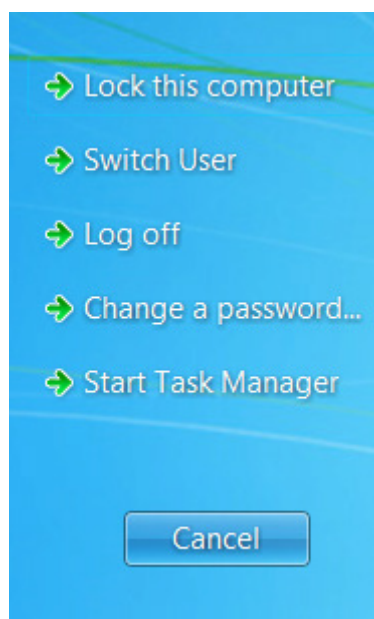 Lock this computer
Switch User
Log off
Change a password...
Start Task Manager
Cancel